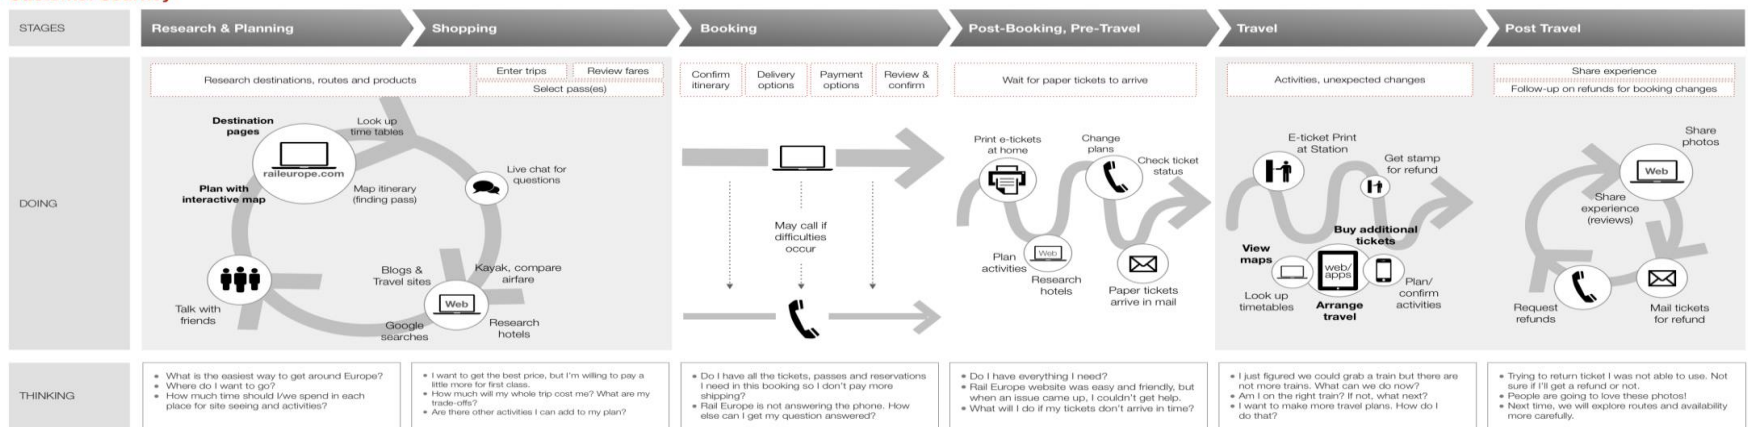 STAGES
Research & Planning
Shopping
Booking
Post-Booking, Pre-Travel
Travel
Post Travel
DOING
Research destinations, routes and products
Enter trips
Review fares
Select pass(es)
Confirm
itinerary
Delivery
options
Payment
options
Review &
confirm
Wait for paper tickets to arrive
Activities, unexpected changes
Share experience
Follow-up on refunds for booking changes
Destination
pages
Look up
time tables
raileurope.com
Plan with
interactive map
Map itinerary
(finding pass)
Live chat for
questions
Talk with
friends
Blogs &
Travel sites
Kayak, compare
airfare
Web
Google
searches
Research
hotels
May call if
difficulties
occur
Print e-tickets
at home
Change
plans
Check ticket
status
Plan
activities
Web
Research
hotels
Paper tickets
arrive in mail
E-ticket Print
at Station
Get stamp
for refund
Buy additional
tickets
View
maps
web/
apps
Look up
timetables
Arrange
travel
Plan/
confirm
activities
Share
photos
Web
Share
experience
(reviews)
Request
refunds
Mail tickets
for refund
THINKING
• What is the easiest way to get around Europe?
• Where do I want to go?
• How much time should I/we spend in each
place for site seeing and activities?
• I want to get the best price, but I'm willing to pay a
little more for first class.
• How much will my whole trip cost me? What are my
trade-offs?
• Are there other activities I can add to my plan?
• Do I have all the tickets, passes and reservations
I need in this booking so I don't pay more
shipping?
• Rail Europe is not answering the phone. How
else can I get my question answered?
• Do I have everything I need?
• Rail Europe website was easy and friendly, but
when an issue came up, I couldn't get help.
• What will I do if my tickets don't arrive in time?
• I just figured we could grab a train but there are
not more trains. What can we do now?
• Am I on the right train? If not, what next?
• I want to make more travel plans. How do I
do that?
• Trying to return ticket I was not able to use. Not
sure if I'll get a refund or not.
• People are going to love these photos!
• Next time, we will explore routes and availability
more carefully.